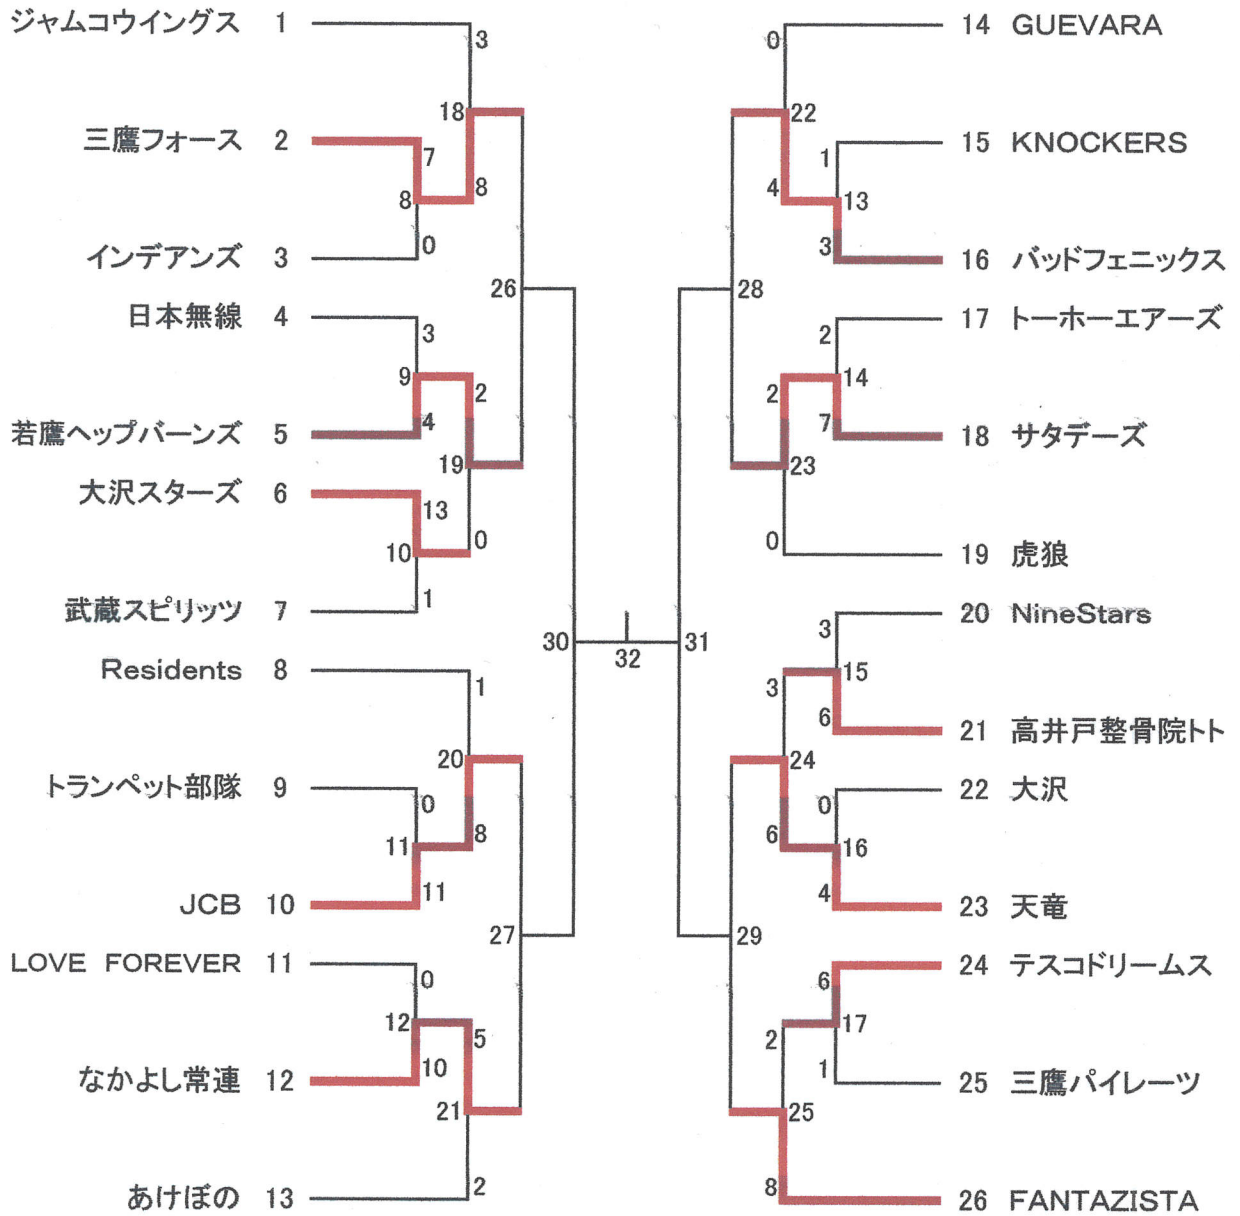 ジャムコウイングス 1
3
18
三鷹フォース 2
7
8
8
0
インデアンズ 3
26
日本無線 4
3
9
2
4
若鷹ヘップバーンズ 5
19
大沢スターズ 6
13
0
10
1
武蔵スピリッツ 7
30
Residents 8
1
20
トランペット部隊 9
0
8
11
11
JCB 10
27
LOVE FOREVER 11
0
12
5
10
なかよし常連 12
21
2
あけぼの 13
32
0
14 GUEVARA
22
1
15 KNOCKERS
4
13
3
16 バッドフェニックス
28
2
17 トーホーエアーズ
2
14
7
18 サタデーズ
23
0
19 虎狼
31
3
20 NineStars
3
15
6
21 高井戸整骨院トト
24
0
22 大沢
6
16
4
23 天竜
29
6
24 テスコドリームス
2
17
1
25 三鷹パイレーツ
25
8
26 FANTAZISTA